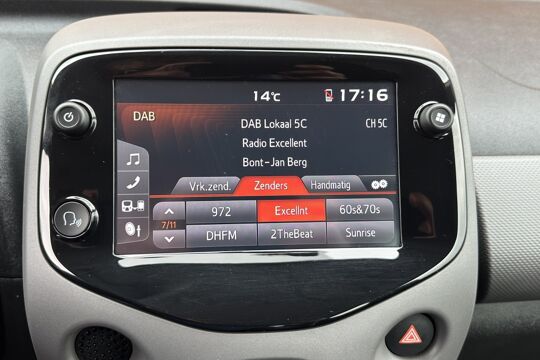 14°C 17:16
DAB
DAB Lokaal 5C CH 5C
Radio Excellent
Bont-Jan Berg
Vrk.zend. Zenders Handmatig
972 Excellnt 60s&70s
7/11
DHFM 2TheBeat Sunrise